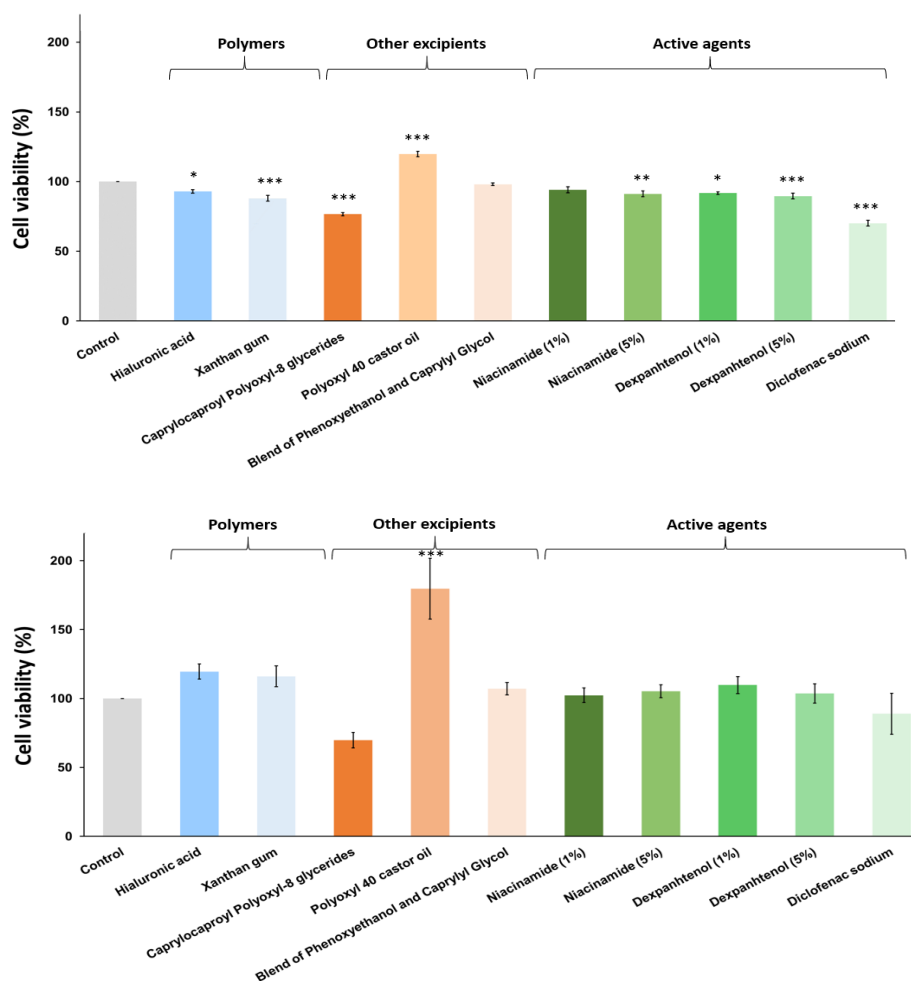 Polymers
Other excipients
Active agents
Cell viability (%)
200
150
100
50
0
*
***
***
***
**
*
***
***
Control
Hialuronic acid
Xanthan gum
Caprylocaproyl Polyoxyl-8 glycerides
Polyoxyl 40 castor oil
Blend of Phenoxyethanol and Caprylyl Glycol
Niacinamide (1%)
Niacinamide (5%)
Dexpanhtenol (1%)
Dexpanhtenol (5%)
Diclofenac sodium
Polymers
Other excipients
Active agents
Cell viability (%)
200
150
100
50
0
***
Control
Hialuronic acid
Xanthan gum
Caprylocaproyl Polyoxyl-8 glycerides
Polyoxyl 40 castor oil
Blend of Phenoxyethanol and Caprylyl Glycol
Niacinamide (1%)
Niacinamide (5%)
Dexpanhtenol (1%)
Dexpanhtenol (5%)
Diclofenac sodium